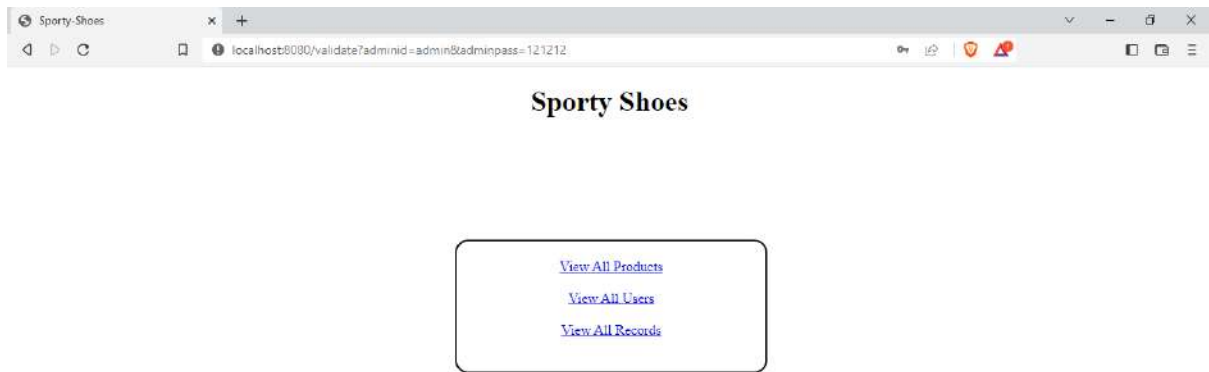 Sporty-Shoes
localhost:8080/validate?adminid=admin&adminpass=121212
Sporty Shoes
View All Products
View All Users
View All Records